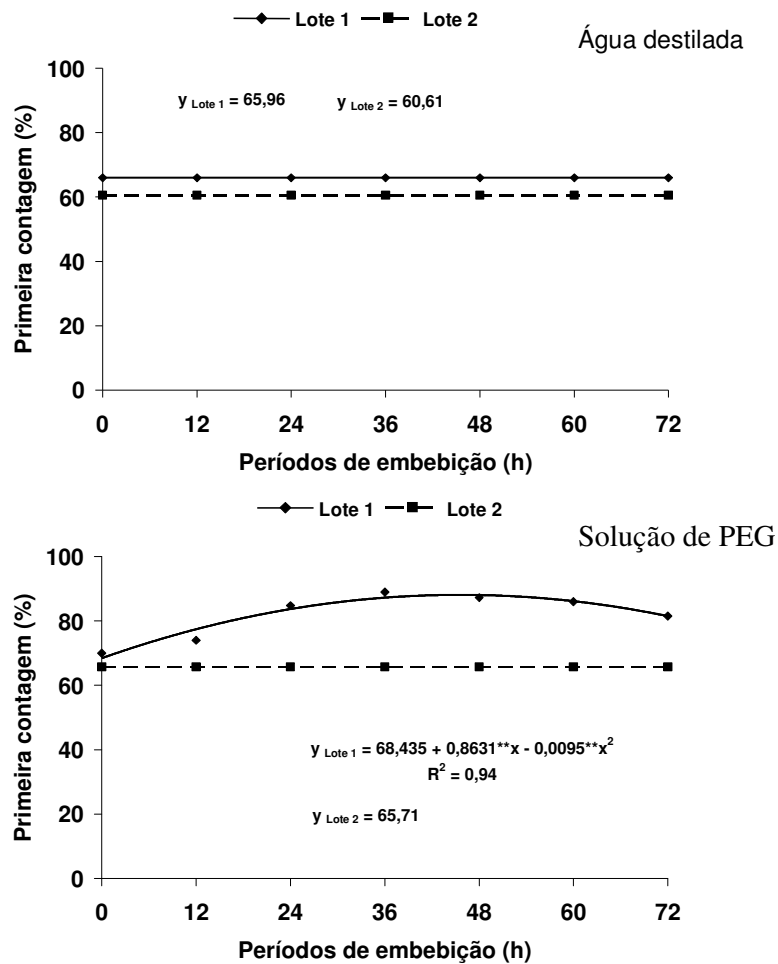 Lote 1 Lote 2
Água destilada
100
80
60
40
20
0
Primeira contagem (%)
y Lote 1 = 65,96 y Lote 2 = 60,61
0 12 24 36 48 60 72
Períodos de embebição (h)
Lote 1 Lote 2
Solução de PEG
100
80
60
40
20
0
Primeira contagem (%)
y Lote 1 = 68,435 + 0,8631**x - 0,0095**x²
R² = 0,94
y Lote 2 = 65,71
0 12 24 36 48 60 72
Períodos de embebição (h)